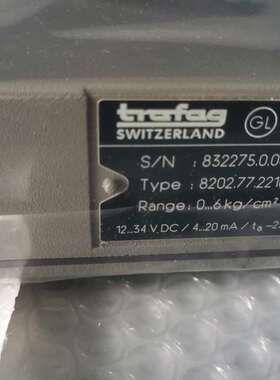 trafag
GL
SWITZERLAND
S/N : 832275.0.0
Type : 8202.77.221
Range: 0...6 kg/cm²
12...34 V DC / 4...20 mA / ta -2